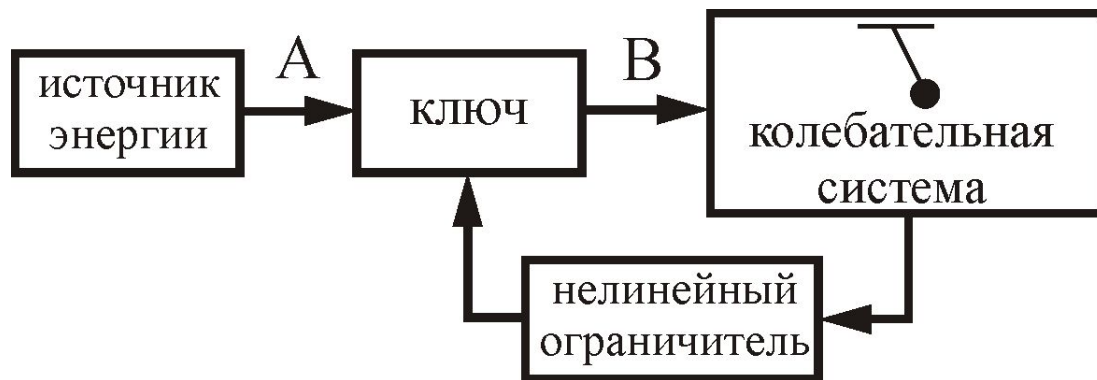 источник
энергии
A
ключ
B
колебательная
система
нелинейный
ограничитель